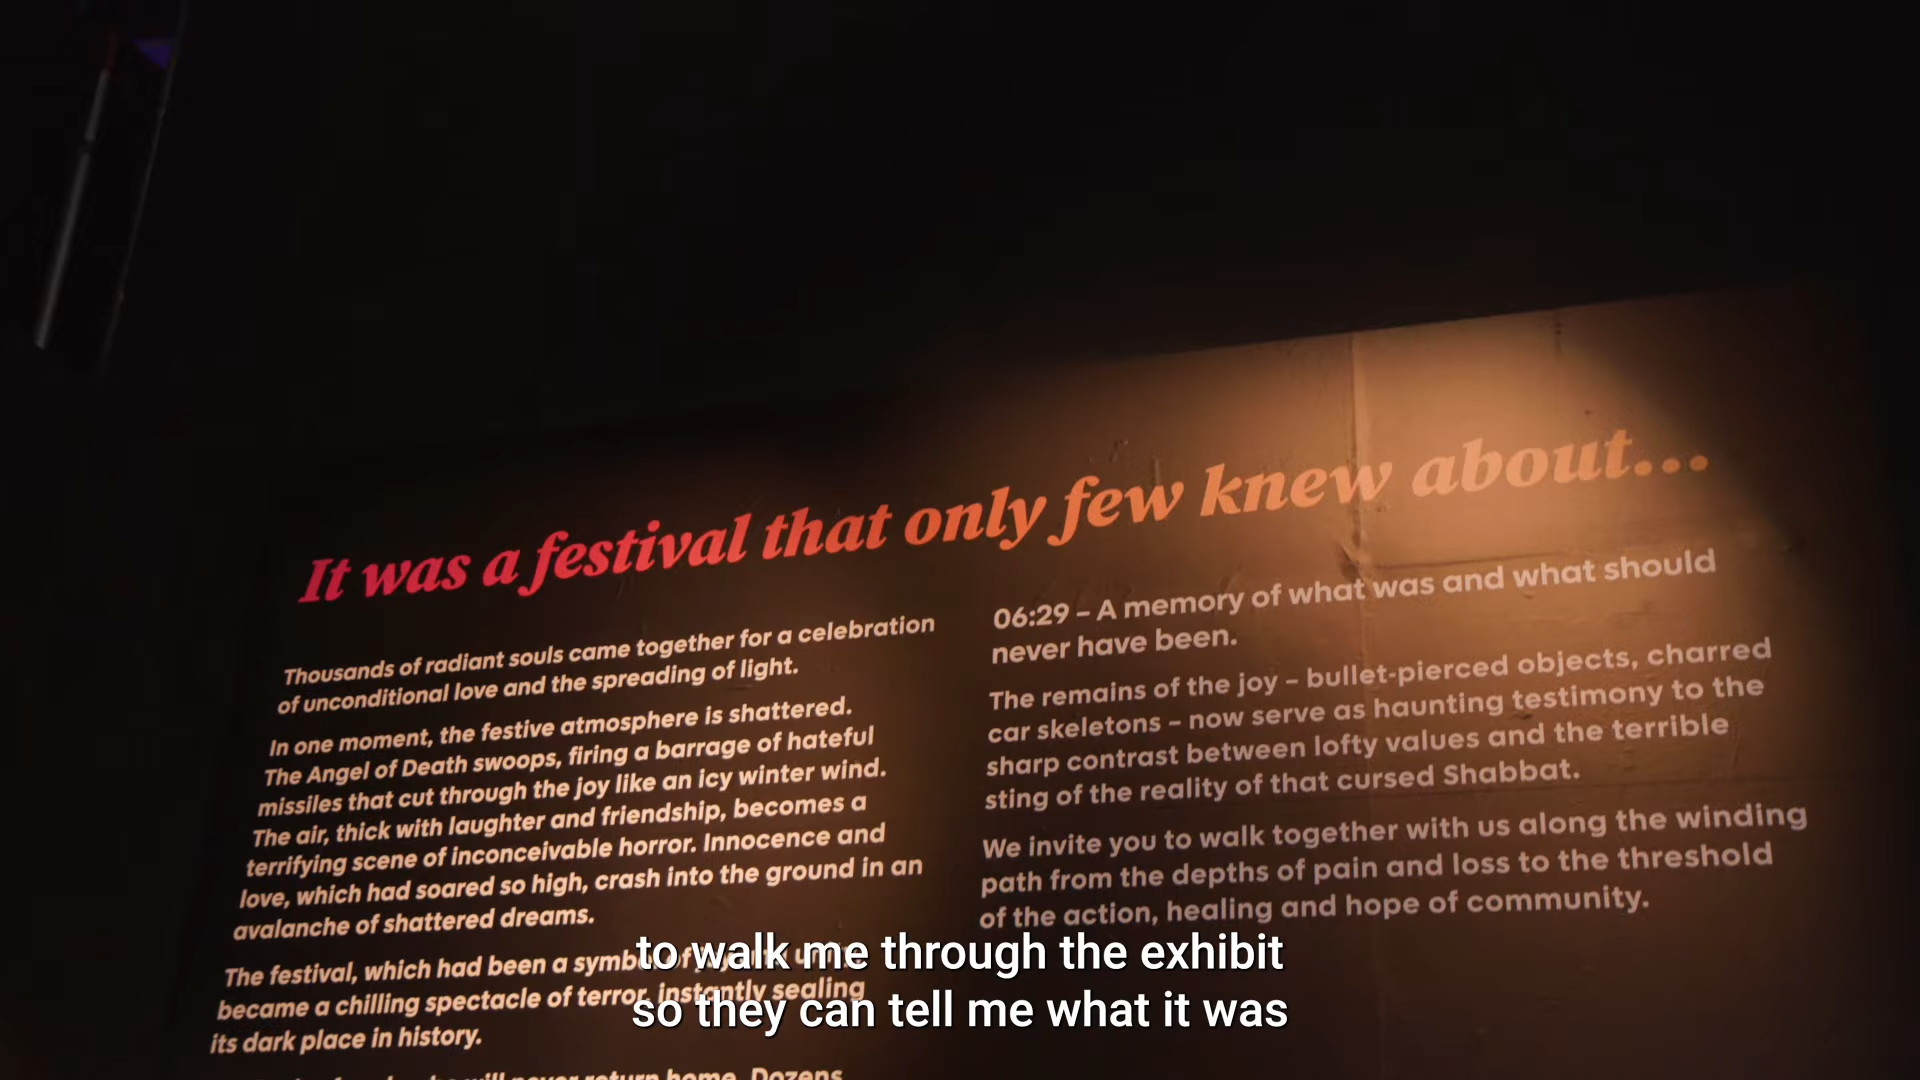 It was a festival that only few knew about...
Thousands of radiant souls came together for a celebration
of unconditional love and the spreading of light.
In one moment, the festive atmosphere is shattered.
The Angel of Death swoops, firing a barrage of hateful
missiles that cut through the joy like an icy winter wind.
The air, thick with laughter and friendship, becomes a
terrifying scene of inconceivable horror. Innocence and
love, which had soared so high, crash into the ground in an
avalanche of shattered dreams.
The festival, which had been a symbol of
became a chilling spectacle of terror, instantly sealing
its dark place in history.
will never return home. Dozens
06:29 – A memory of what was and what should
never have been.
The remains of the joy – bullet-pierced objects, charred
car skeletons – now serve as haunting testimony to the
sharp contrast between lofty values and the terrible
sting of the reality of that cursed Shabbat.
We invite you to walk together with us along the winding
path from the depths of pain and loss to the threshold
of the action, healing and hope of community.
to walk me through the exhibit
so they can tell me what it was